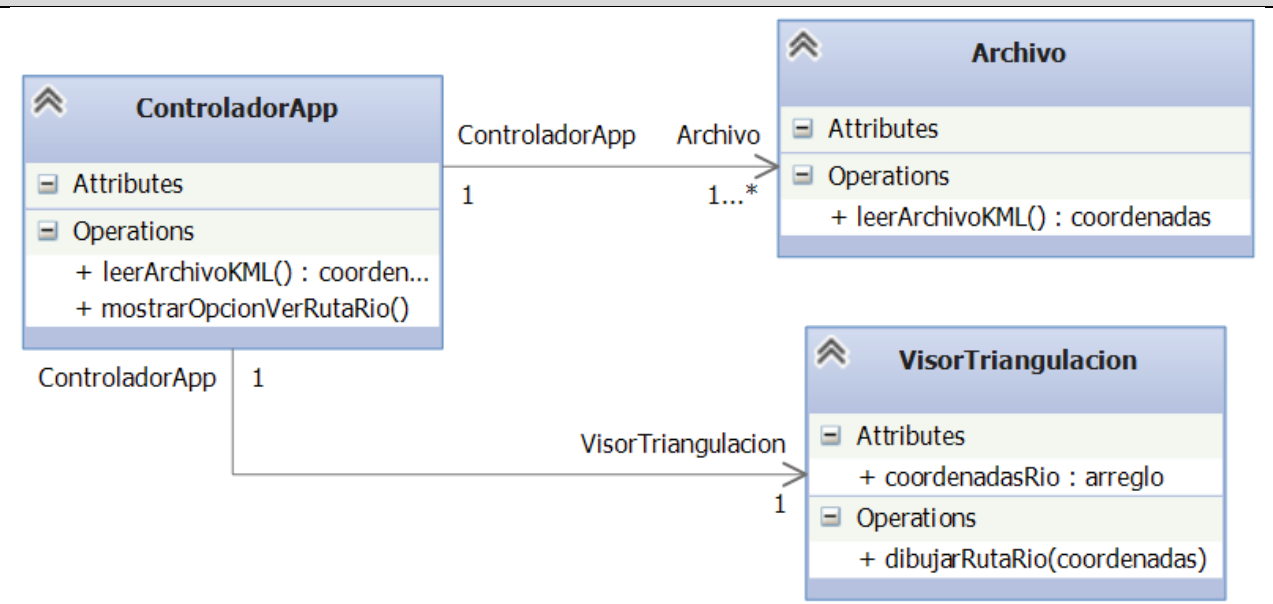 ControladorApp
Attributes
Operations
+ leerArchivoKML() : coorden...
+ mostrarOpcionVerRutaRio()
ControladorApp
Archivo
1
1...*
Archivo
Attributes
Operations
+ leerArchivoKML() : coordenadas
ControladorApp
1
VisorTriangulacion
1
VisorTriangulacion
Attributes
+ coordenadasRio : arreglo
Operations
+ dibujarRutaRio(coordenadas)